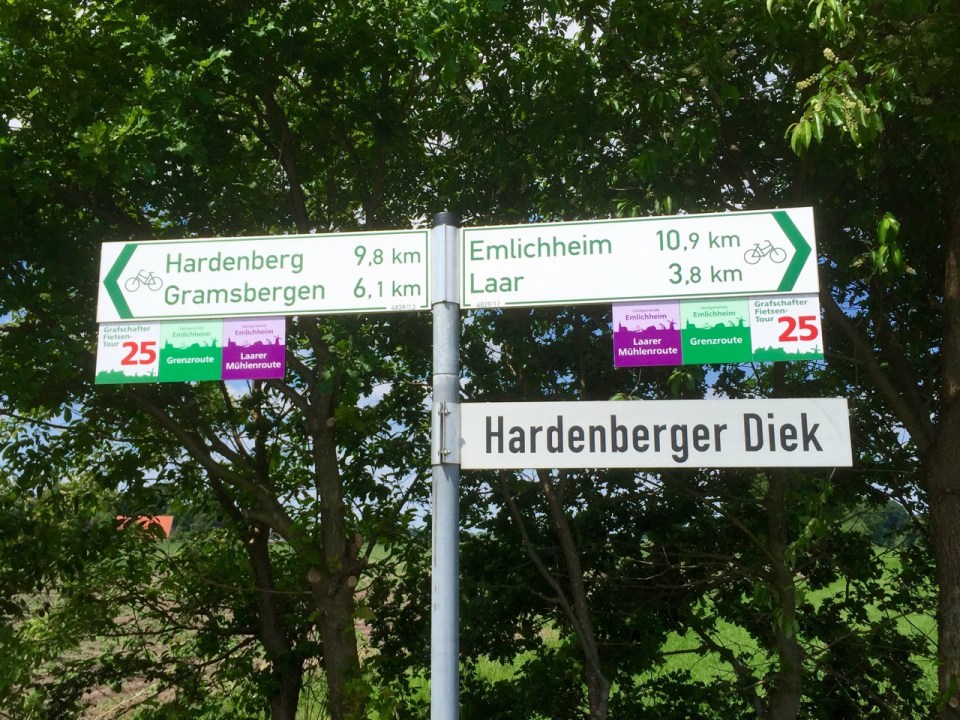 Hardenberg 9,8 km
Gramsbergen 6,1 km
Emlichheim 10,9 km
Laar 3,8 km
Grafschafter
Fietsen-
Tour
25
Emlichheim
Grenzroute
Emlichheim
Laarer
Mühlenroute
Emlichheim
Laarer
Mühlenroute
Emlichheim
Grenzroute
Grafschafter
Fietsen-
Tour
25
Hardenberger Diek